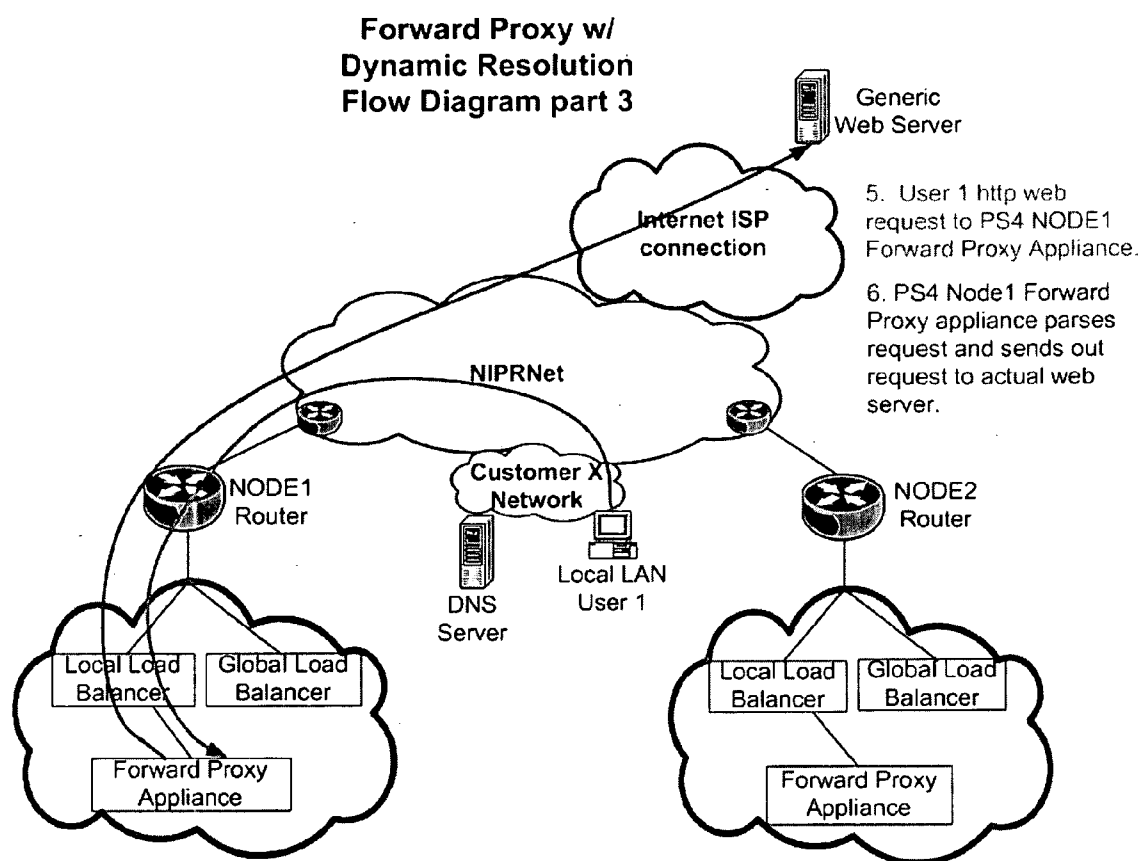 Forward Proxy w/
Dynamic Resolution
Flow Diagram part 3
Generic
Web Server
Internet ISP
connection
5. User 1 http web
request to PS4 NODE1
Forward Proxy Appliance.
6. PS4 Node1 Forward
Proxy appliance parses
request and sends out
request to actual web
server.
NIPRNet
Customer X
Network
NODE1
Router
NODE2
Router
DNS
Server
Local LAN
User 1
Local Load
Balancer
Global Load
Balancer
Forward Proxy
Appliance
Local Load
Balancer
Global Load
Balancer
Forward Proxy
Appliance